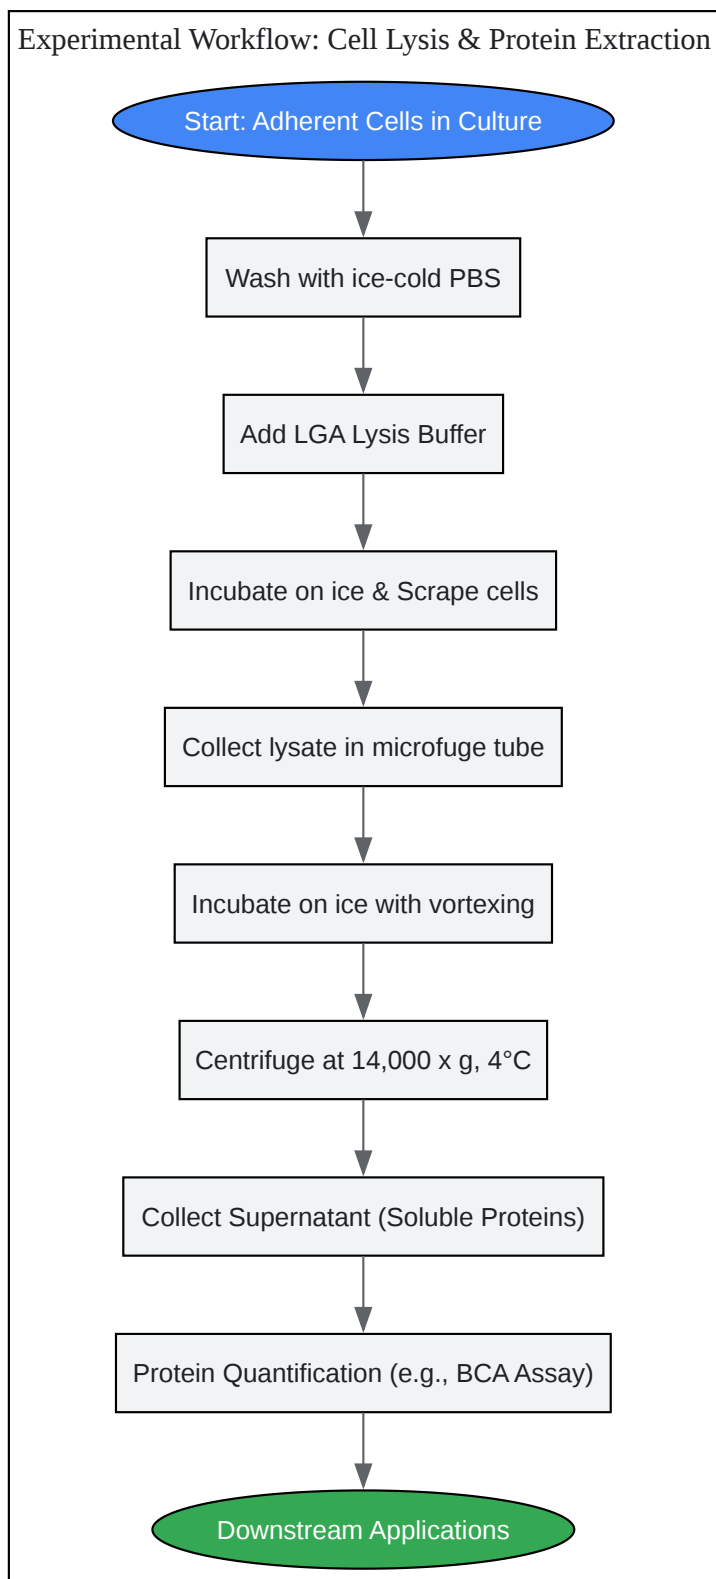 Experimental Workflow: Cell Lysis & Protein Extraction
Start: Adherent Cells in Culture
Wash with ice-cold PBS
Add LGA Lysis Buffer
Incubate on ice & Scrape cells
Collect lysate in microfuge tube
Incubate on ice with vortexing
Centrifuge at 14,000 x g, 4°C
Collect Supernatant (Soluble Proteins)
Protein Quantification (e.g., BCA Assay)
Downstream Applications